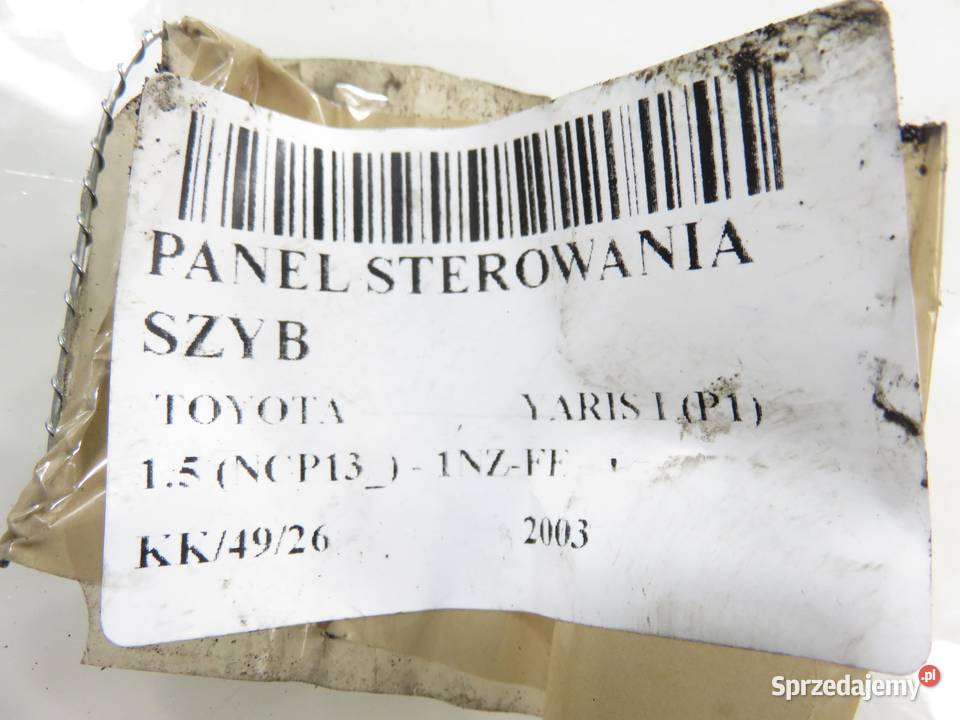 PANEL STEROWANIA
SZYB
TOYOTA YARIS I (P1)
1.5 (NCP13_) - 1NZ-FE -
KK/49/26 2003
Sprzedajemy.pl